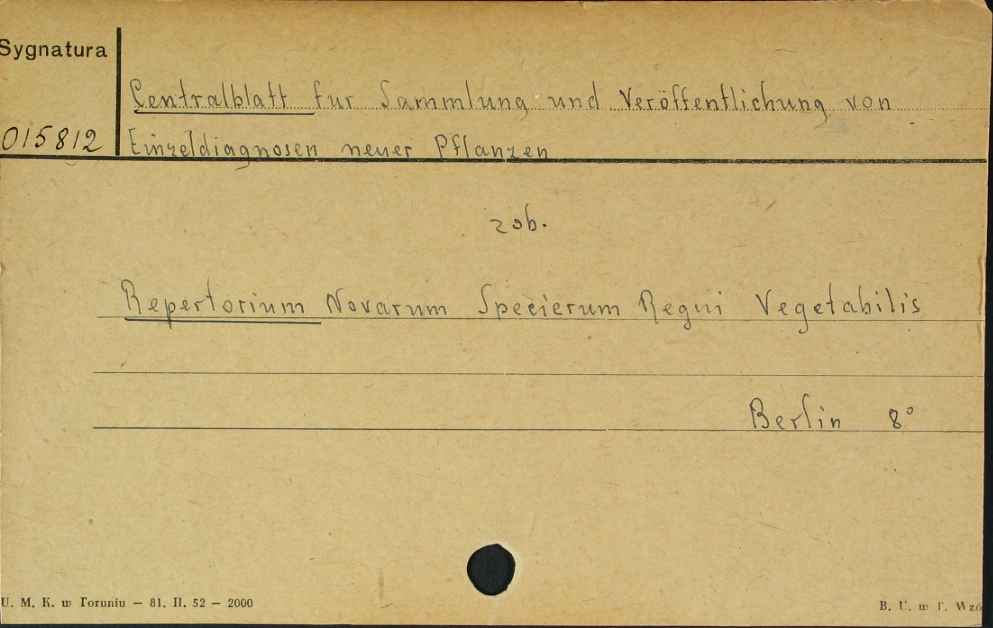 Sygnatura
Centralblatt fur Sammlung und Veröffentlichung von
015812
Einzeldiagnosen neuer Pflanzen
zob.
Repertorium Novarum Specierum Regni Vegetabilis
Berlin 8°
U. M. K. w Toruniu — 81. II. 52 — 2000
B. U. w T. Wzó